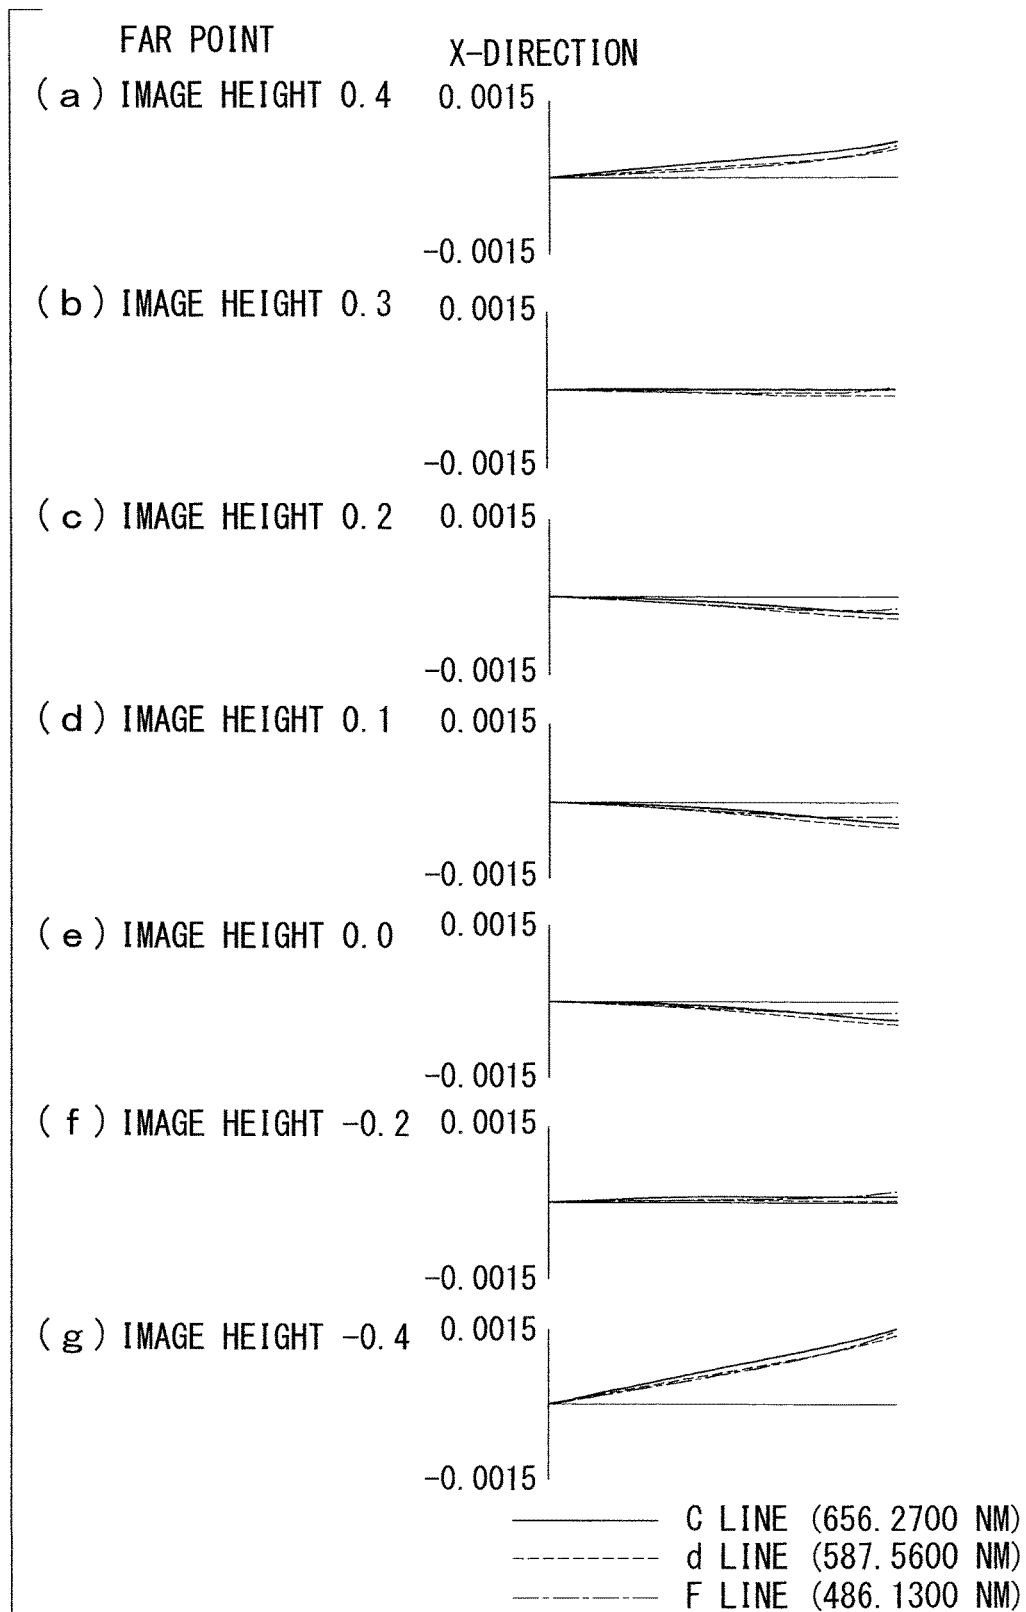 FAR POINT
X-DIRECTION
(a) IMAGE HEIGHT 0.4 0.0015
-0.0015
(b) IMAGE HEIGHT 0.3 0.0015
-0.0015
(c) IMAGE HEIGHT 0.2 0.0015
-0.0015
(d) IMAGE HEIGHT 0.1 0.0015
-0.0015
(e) IMAGE HEIGHT 0.0 0.0015
-0.0015
(f) IMAGE HEIGHT -0.2 0.0015
-0.0015
(g) IMAGE HEIGHT -0.4 0.0015
-0.0015
C LINE (656.2700 NM)
d LINE (587.5600 NM)
F LINE (486.1300 NM)